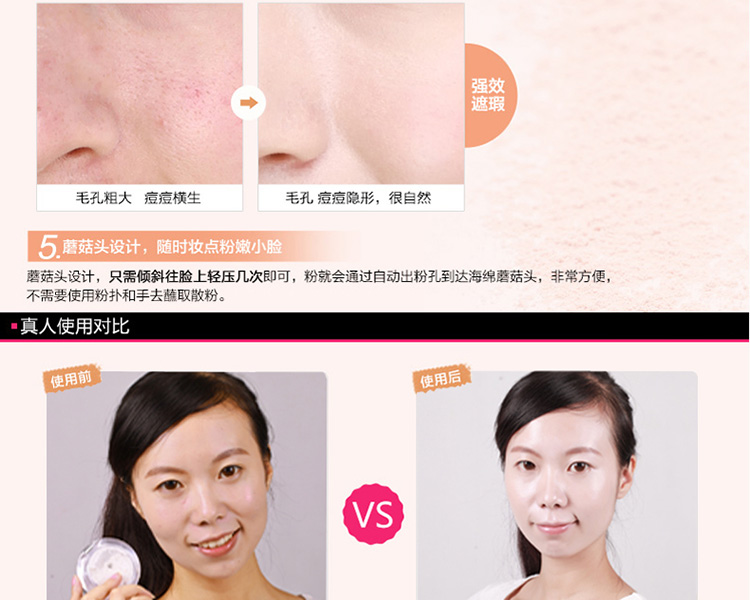 强效
遮瑕
毛孔粗大 痘痘横生
毛孔 痘痘隐形，很自然
5.蘑菇头设计，随时妆点粉嫩小脸
蘑菇头设计，只需倾斜往脸上轻压几次即可，粉就会通过自动出粉孔到达海绵蘑菇头，非常方便，
不需要使用粉扑和手去蘸取散粉。
真人使用对比
使用前
使用后
VS